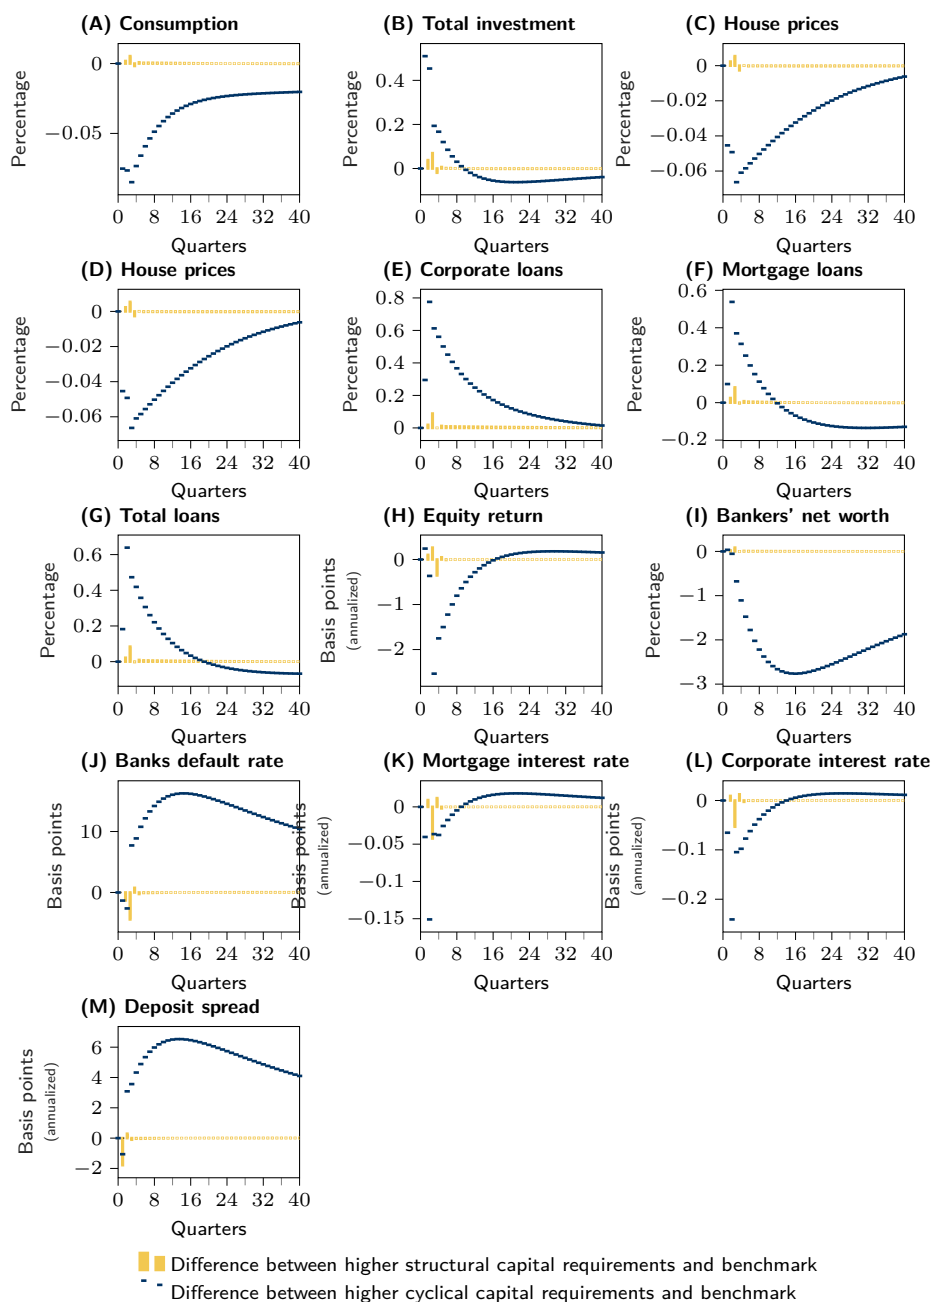 (A) Consumption
(B) Total investment
(C) House prices
Percentage
0
−0.05
0 8 16 24 32 40
Quarters
Percentage
0.4
0.2
0
0 8 16 24 32 40
Quarters
Percentage
0
−0.02
−0.04
−0.06
0 8 16 24 32 40
Quarters
(D) House prices
(E) Corporate loans
(F) Mortgage loans
Percentage
0
−0.02
−0.04
−0.06
0 8 16 24 32 40
Quarters
Percentage
0.8
0.6
0.4
0.2
0
0 8 16 24 32 40
Quarters
Percentage
0.6
0.4
0.2
0
−0.2
0 8 16 24 32 40
Quarters
(G) Total loans
(H) Equity return
(I) Bankers' net worth
Percentage
0.6
0.4
0.2
0
0 8 16 24 32 40
Quarters
Basis points
(annualized)
0
−1
−2
0 8 16 24 32 40
Quarters
Percentage
0
−1
−2
−3
0 8 16 24 32 40
Quarters
(J) Banks default rate
(K) Mortgage interest rate
(L) Corporate interest rate
Basis points
10
0
0 8 16 24 32 40
Quarters
Basis points
(annualized)
0
−0.05
−0.1
−0.15
0 8 16 24 32 40
Quarters
Basis points
(annualized)
0
−0.1
−0.2
0 8 16 24 32 40
Quarters
(M) Deposit spread
Basis points
(annualized)
6
4
2
0
−2
0 8 16 24 32 40
Quarters
Difference between higher structural capital requirements and benchmark
Difference between higher cyclical capital requirements and benchmark